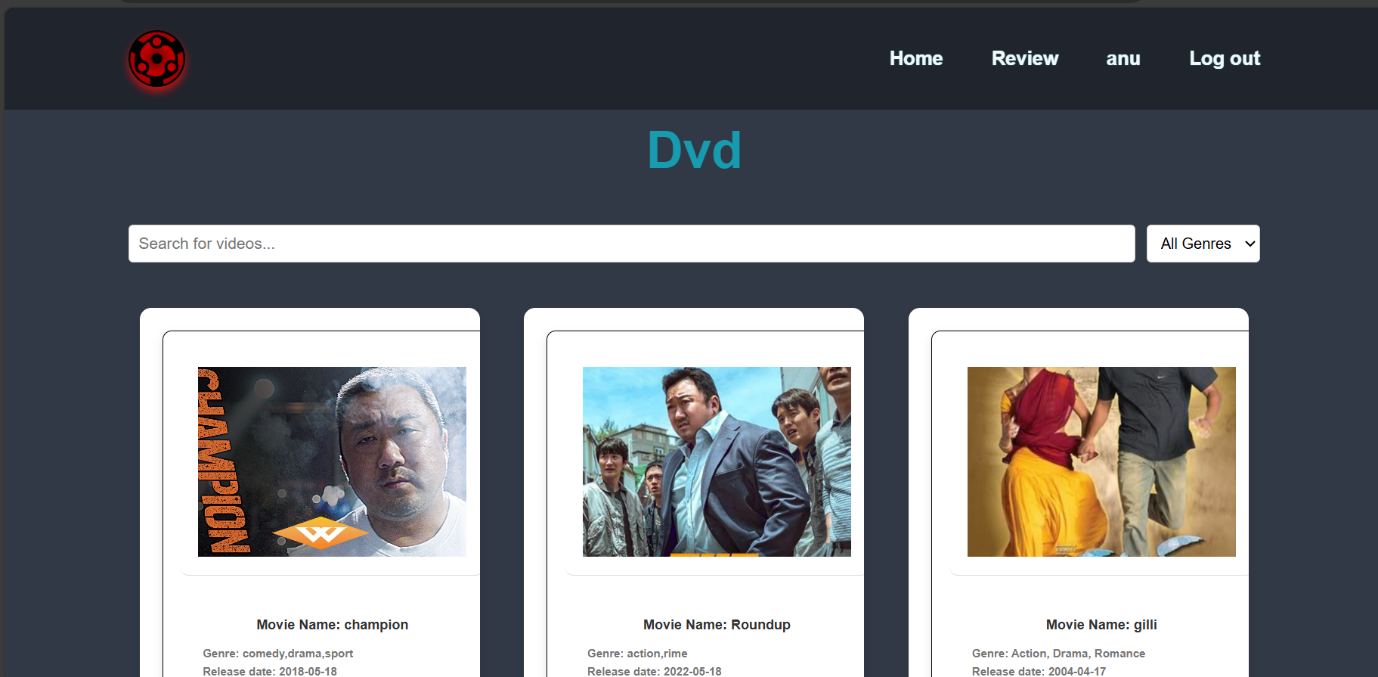 Home Review anu Log out
Dvd
Search for videos...
All Genres
CHAMPION
W
Movie Name: champion
Genre: comedy,drama,sport
Release date: 2018-05-18
Movie Name: Roundup
Genre: action,rime
Release date: 2022-05-18
Movie Name: gilli
Genre: Action, Drama, Romance
Release date: 2004-04-17